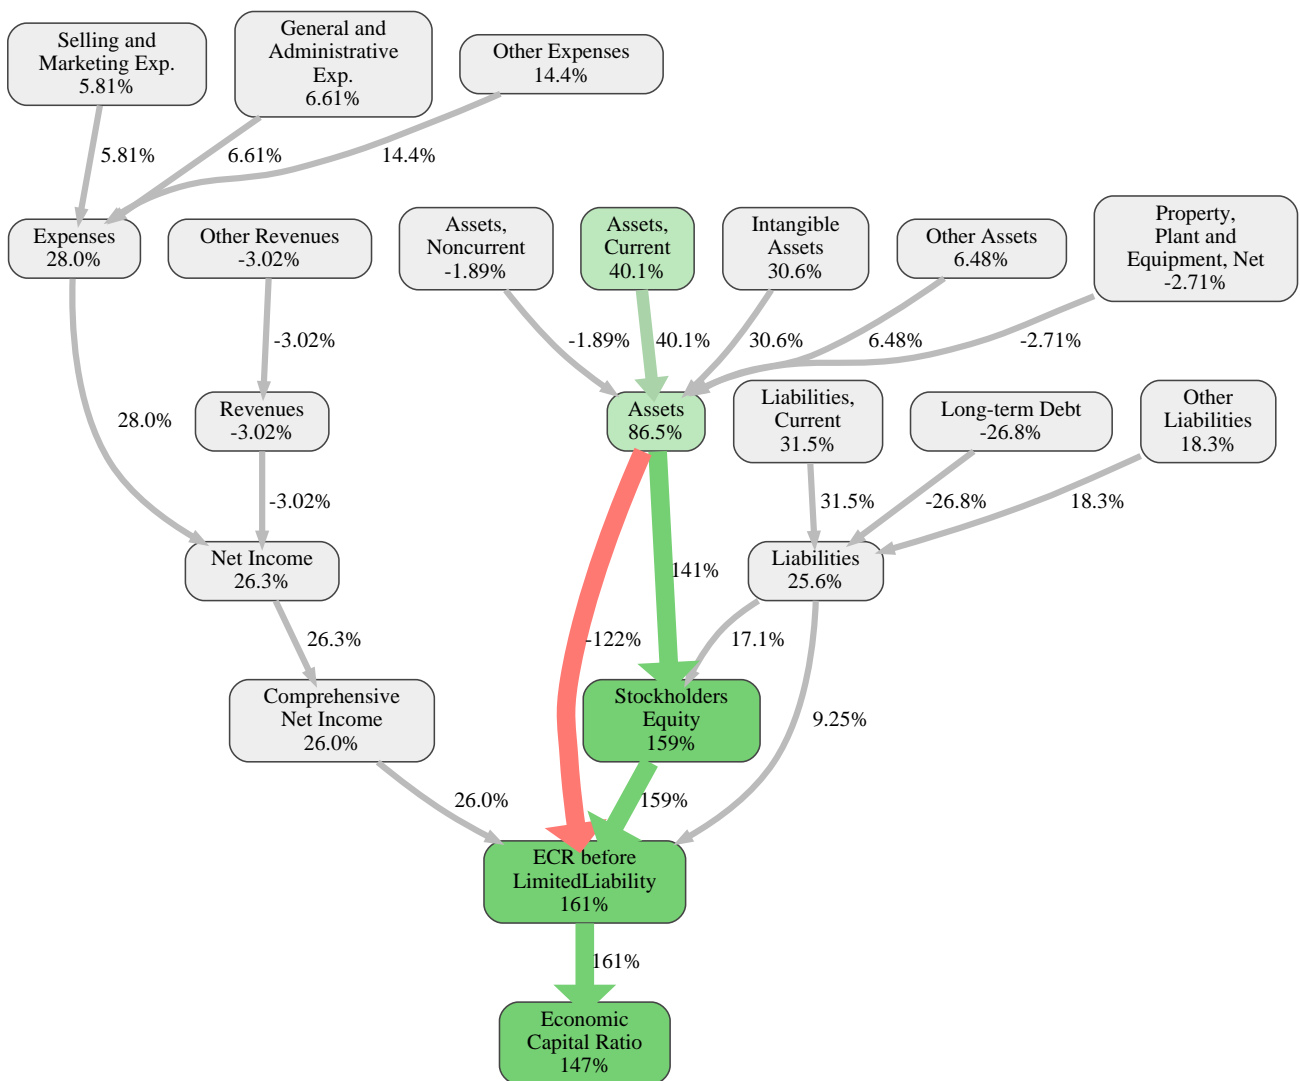 Selling and
Marketing Exp.
5.81%
General and
Administrative
Exp.
6.61%
Other Expenses
14.4%
5.81%
6.61%
14.4%
Expenses
28.0%
Other Revenues
-3.02%
Assets,
Noncurrent
-1.89%
Assets,
Current
40.1%
Intangible
Assets
30.6%
Other Assets
6.48%
Property,
Plant and
Equipment, Net
-2.71%
-3.02%
-1.89%
40.1%
30.6%
6.48%
-2.71%
28.0%
Revenues
-3.02%
Assets
86.5%
Liabilities,
Current
31.5%
Long-term Debt
-26.8%
Other
Liabilities
18.3%
-3.02%
31.5%
-26.8%
18.3%
Net Income
26.3%
141%
Liabilities
25.6%
26.3%
-122%
17.1%
Comprehensive
Net Income
26.0%
Stockholders
Equity
159%
9.25%
26.0%
159%
ECR before
LimitedLiability
161%
161%
Economic
Capital Ratio
147%